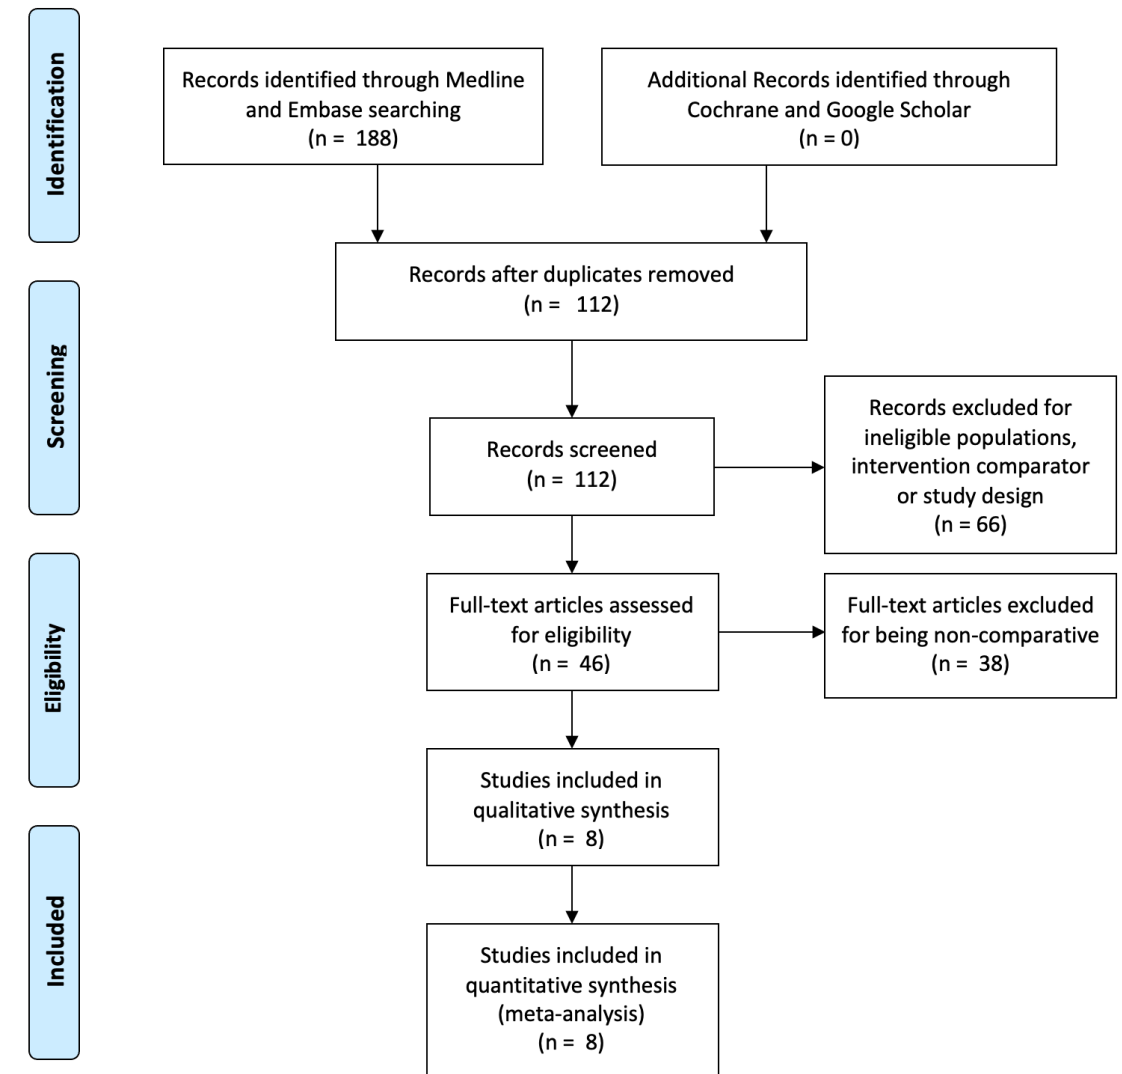 Identification
Records identified through Medline
and Embase searching
(n = 188)
Additional Records identified through
Cochrane and Google Scholar
(n = 0)
Records after duplicates removed
(n = 112)
Screening
Records screened
(n = 112)
Records excluded for
ineligible populations,
intervention comparator
or study design
(n = 66)
Eligibility
Full-text articles assessed
for eligibility
(n = 46)
Full-text articles excluded
for being non-comparative
(n = 38)
Studies included in
qualitative synthesis
(n = 8)
Included
Studies included in
quantitative synthesis
(meta-analysis)
(n = 8)